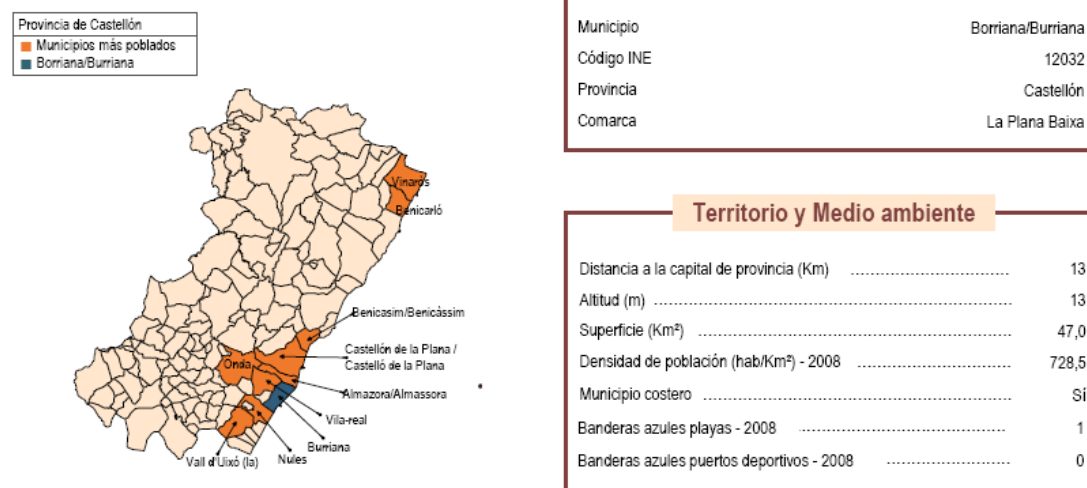 Provincia de Castellón
Municipios más poblados
Borriana/Burriana
Vinaròs
Benicarló
Benicasim/Benicàssim
Castellón de la Plana /
Castelló de la Plana
Onda
Almazora/Almassora
Vila-real
Burriana
Nules
Vall d'Uixó (la)
Municipio Borriana/Burriana
Código INE 12032
Provincia Castellón
Comarca La Plana Baixa
Territorio y Medio ambiente
Distancia a la capital de provincia (Km) 13
Altitud (m) 13
Superficie (Km²) 47,0
Densidad de población (hab/Km²) - 2008 728,5
Municipio costero Sí
Banderas azules playas - 2008 1
Banderas azules puertos deportivos - 2008 0